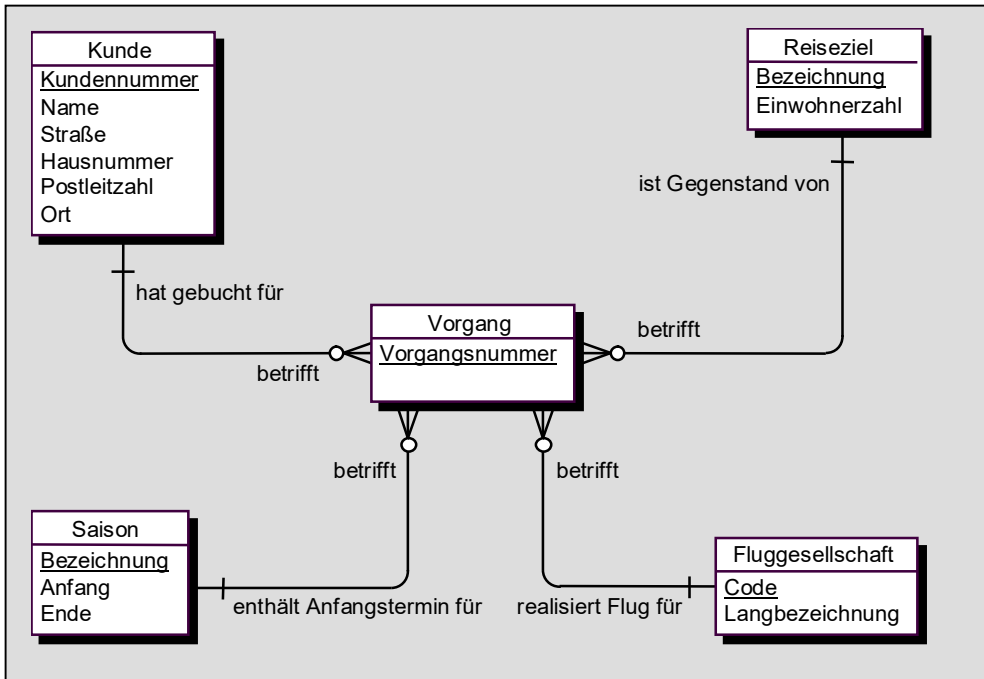 Kunde
Kundennummer
Name
Straße
Hausnummer
Postleitzahl
Ort
Reiseziel
Bezeichnung
Einwohnerzahl
ist Gegenstand von
hat gebucht für
betrifft
Vorgang
Vorgangsnummer
betrifft
betrifft
betrifft
Saison
Bezeichnung
Anfang
Ende
enthält Anfangstermin für
realisiert Flug für
Fluggesellschaft
Code
Langbezeichnung